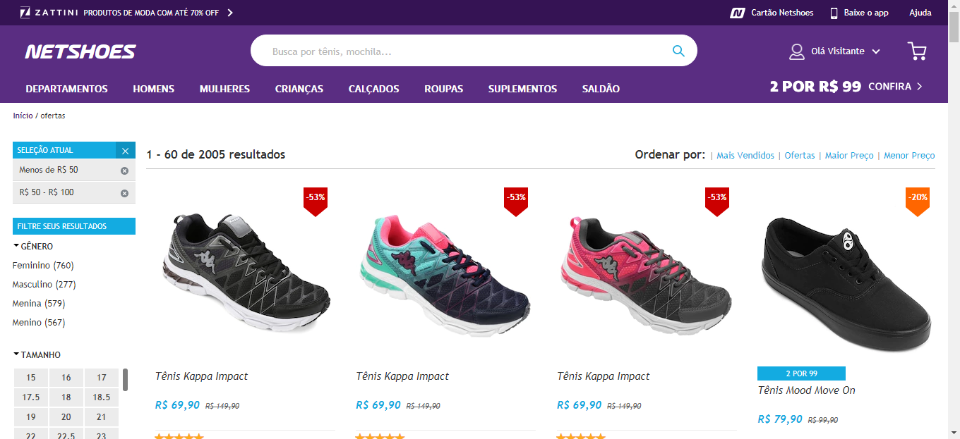 ZATTINI PRODUTOS DE MODA COM ATÉ 70% OFF
Cartão Netshoes
Baixe o app
Ajuda
NETSHOES
Busca por tênis, mochila...
Olá Visitante
DEPARTAMENTOS HOMENS MULHERES CRIANÇAS CALÇADOS ROUPAS SUPLEMENTOS SALDÃO
2 POR R$ 99 CONFIRA
Início / ofertas
SELEÇÃO ATUAL
Menos de R$ 50
R$ 50 - R$ 100
FILTRE SEUS RESULTADOS
GÊNERO
Feminino (760)
Masculino (277)
Menina (579)
Menino (567)
TAMANHO
15 16 17
17.5 18 18.5
19 20 21
22 22.5 23
1 - 60 de 2005 resultados
Ordenar por: | Mais Vendidos | Ofertas | Maior Preço | Menor Preço
-53%
Tênis Kappa Impact
R$ 69,90 R$ 149,90
-53%
Tênis Kappa Impact
R$ 69,90 R$ 149,90
-53%
Tênis Kappa Impact
R$ 69,90 R$ 149,90
-20%
2 POR 99
Tênis Mood Move On
R$ 79,90 R$ 99,90